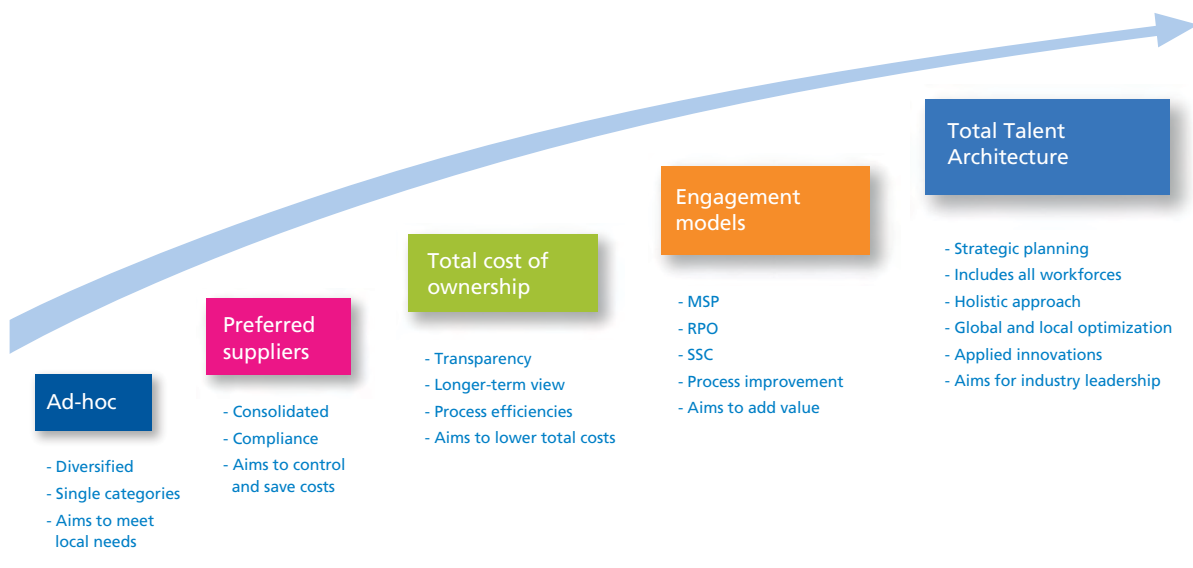 Ad-hoc
- Diversified
- Single categories
- Aims to meet
local needs
Preferred
suppliers
- Consolidated
- Compliance
- Aims to control
and save costs
Total cost of
ownership
- Transparency
- Longer-term view
- Process efficiencies
- Aims to lower total costs
Engagement
models
- MSP
- RPO
- SSC
- Process improvement
- Aims to add value
Total Talent
Architecture
- Strategic planning
- Includes all workforces
- Holistic approach
- Global and local optimization
- Applied innovations
- Aims for industry leadership